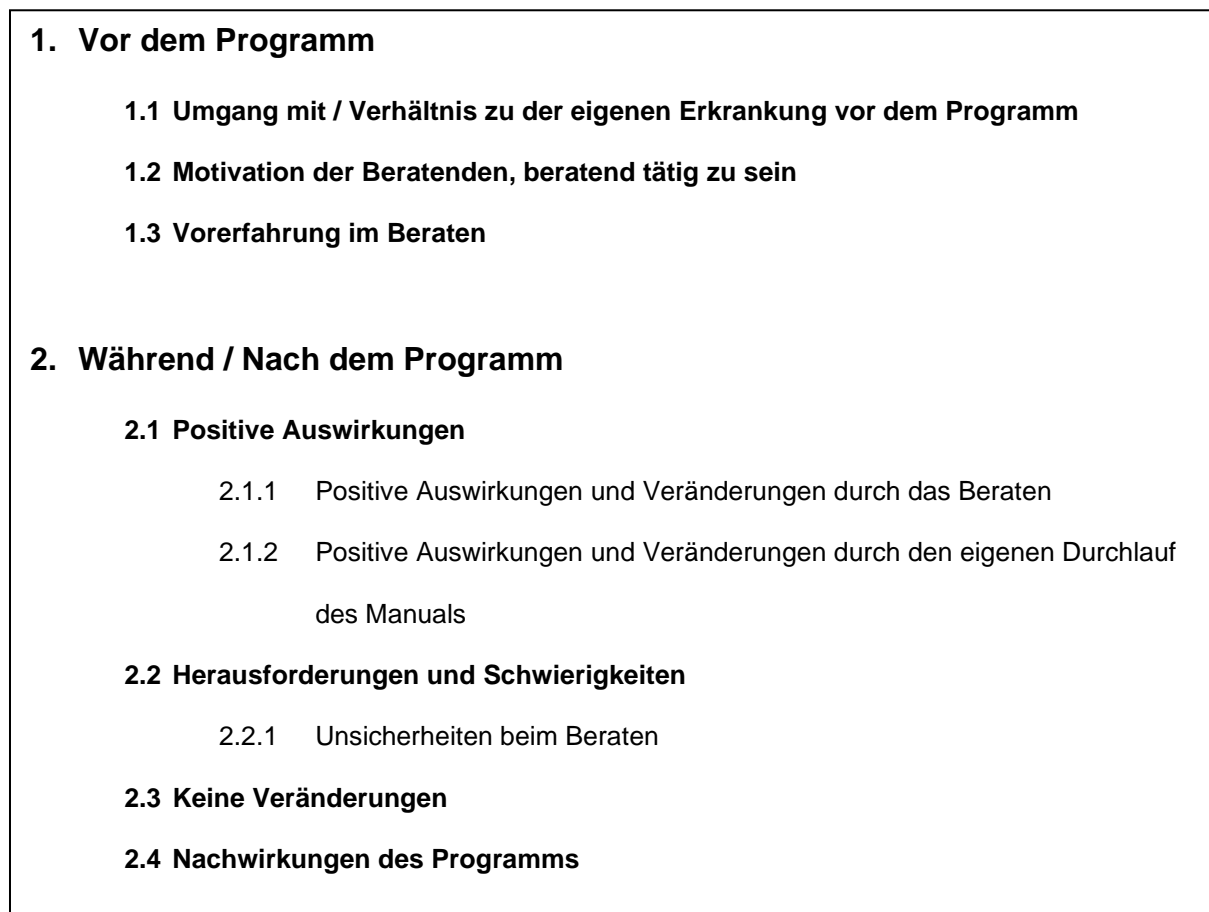 1. Vor dem Programm
1.1 Umgang mit / Verhältnis zu der eigenen Erkrankung vor dem Programm
1.2 Motivation der Beratenden, beratend tätig zu sein
1.3 Vorerfahrung im Beraten
2. Während / Nach dem Programm
2.1 Positive Auswirkungen
2.1.1 Positive Auswirkungen und Veränderungen durch das Beraten
2.1.2 Positive Auswirkungen und Veränderungen durch den eigenen Durchlauf
des Manuals
2.2 Herausforderungen und Schwierigkeiten
2.2.1 Unsicherheiten beim Beraten
2.3 Keine Veränderungen
2.4 Nachwirkungen des Programms